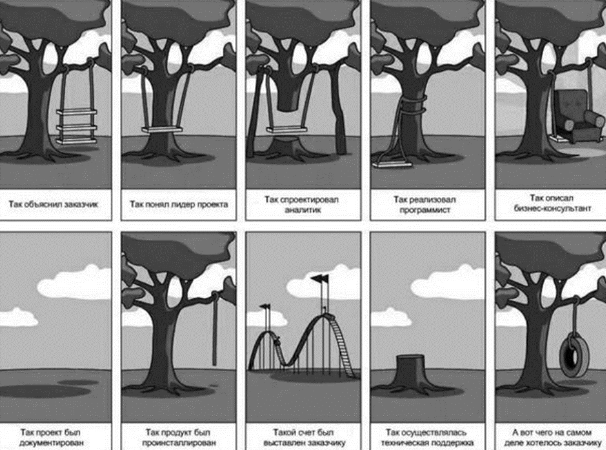 Так объяснил заказчик
Так понял лидер проекта
Так спроектировал
аналитик
Так реализовал
программист
Так описал
бизнес-консультант
Так проект был
документирован
Так продукт был
проинсталлирован
Такой счет был
выставлен заказчику
Так осуществлялась
техническая поддержка
А вот чего на самом
деле хотелось заказчику